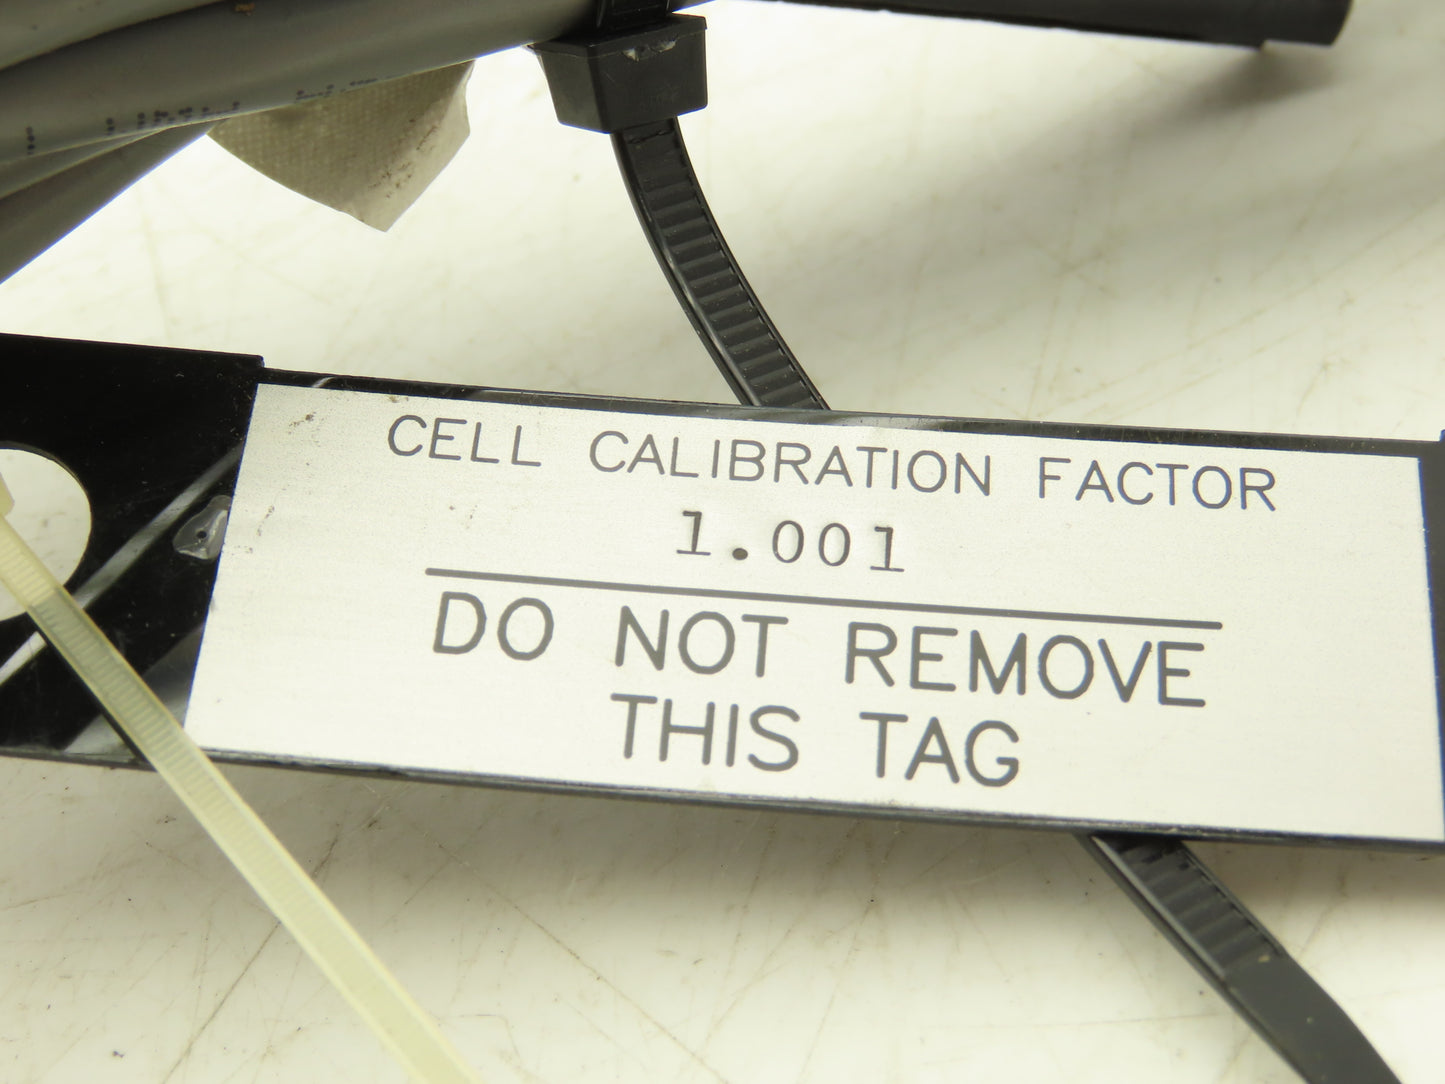 CELL CALIBRATION FACTOR
1.001
DO NOT REMOVE
THIS TAG